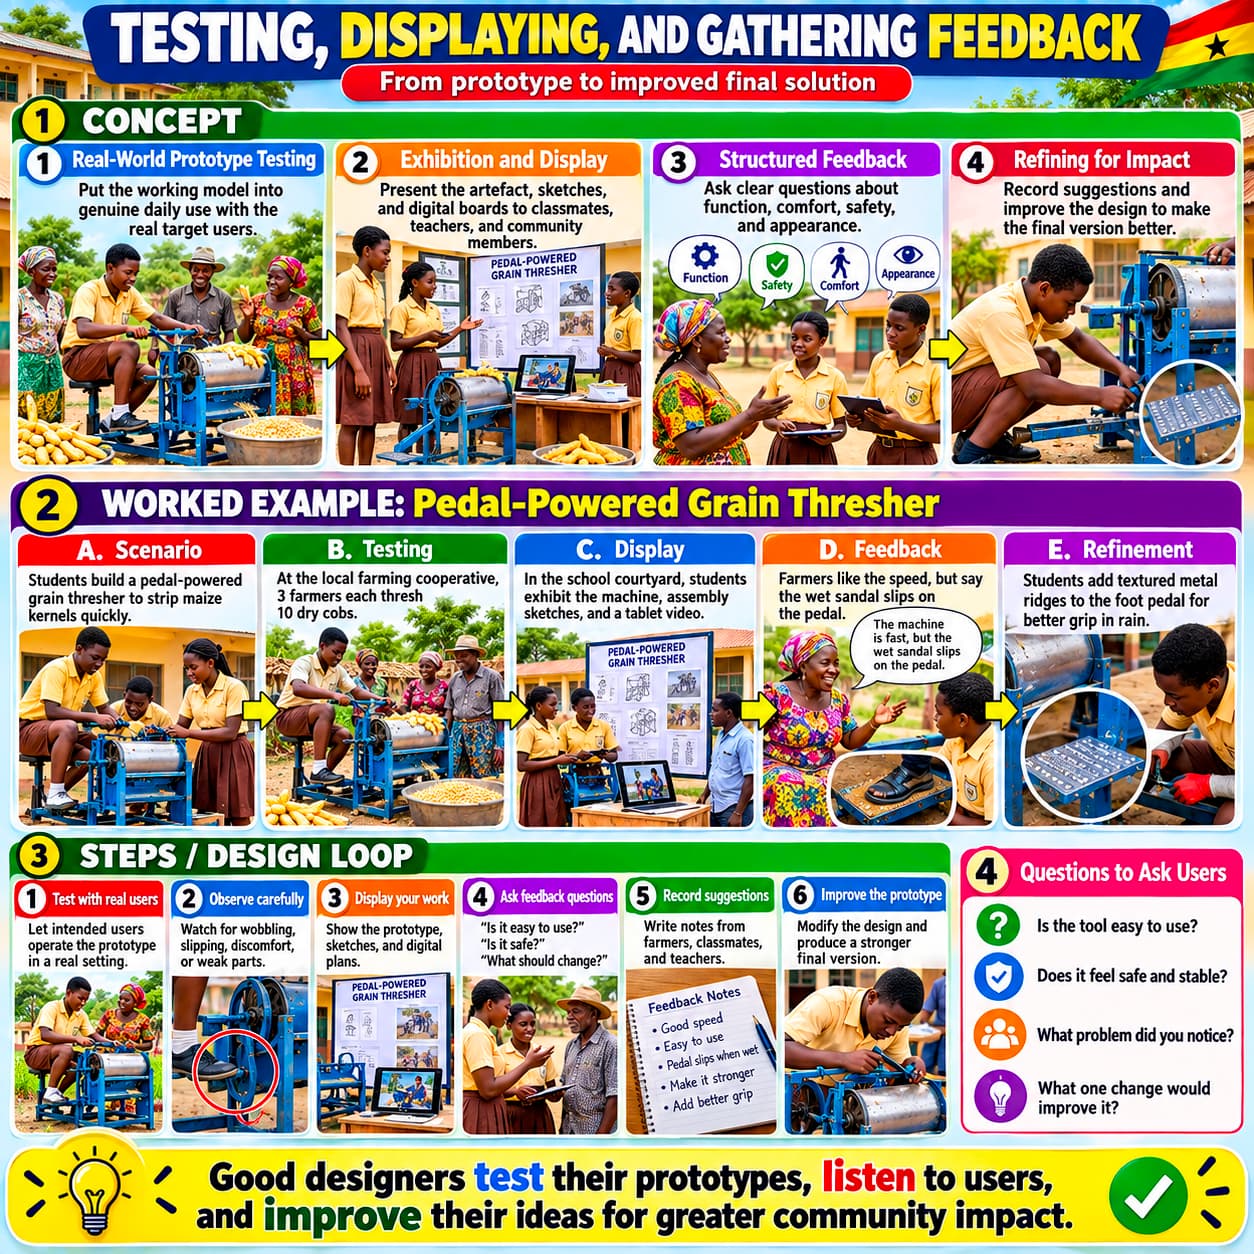 TESTING, DISPLAYING, AND GATHERING FEEDBACK
From prototype to improved final solution
1 CONCEPT
1 Real-World Prototype Testing
Put the working model into
genuine daily use with the
real target users.
2 Exhibition and Display
Present the artefact, sketches,
and digital boards to classmates,
teachers, and community
members.
PEDAL-POWERED
GRAIN THRESHER
3 Structured Feedback
Ask clear questions about
function, comfort, safety,
and appearance.
Function
Safety
Comfort
Appearance
4 Refining for Impact
Record suggestions and
improve the design to make
the final version better.
2 WORKED EXAMPLE: Pedal-Powered Grain Thresher
A. Scenario
Students build a pedal-powered
grain thresher to strip maize
kernels quickly.
B. Testing
At the local farming cooperative,
3 farmers each thresh
10 dry cobs.
C. Display
In the school courtyard, students
exhibit the machine, assembly
sketches, and a tablet video.
PEDAL-POWERED
GRAIN THRESHER
D. Feedback
Farmers like the speed, but say
the wet sandal slips on
the pedal.
The machine
is fast, but the
wet sandal slips
on the pedal.
E. Refinement
Students add textured metal
ridges to the foot pedal for
better grip in rain.
3 STEPS / DESIGN LOOP
1 Test with real users
Let intended users
operate the prototype
in a real setting.
2 Observe carefully
Watch for wobbling,
slipping, discomfort,
or weak parts.
3 Display your work
Show the prototype,
sketches, and digital
plans.
PEDAL-POWERED
GRAIN THRESHER
4 Ask feedback questions
"Is it easy to use?"
"Is it safe?"
"What should change?"
5 Record suggestions
Write notes from
farmers, classmates,
and teachers.
Feedback Notes
• Good speed
• Easy to use
• Pedal slips when wet
• Make it stronger
• Add better grip
6 Improve the prototype
Modify the design and
produce a stronger
final version.
4 Questions to Ask Users
?
Is the tool easy to use?
Does it feel safe and stable?
What problem did you notice?
What one change would
improve it?
Good designers test their prototypes, listen to users,
and improve their ideas for greater community impact.